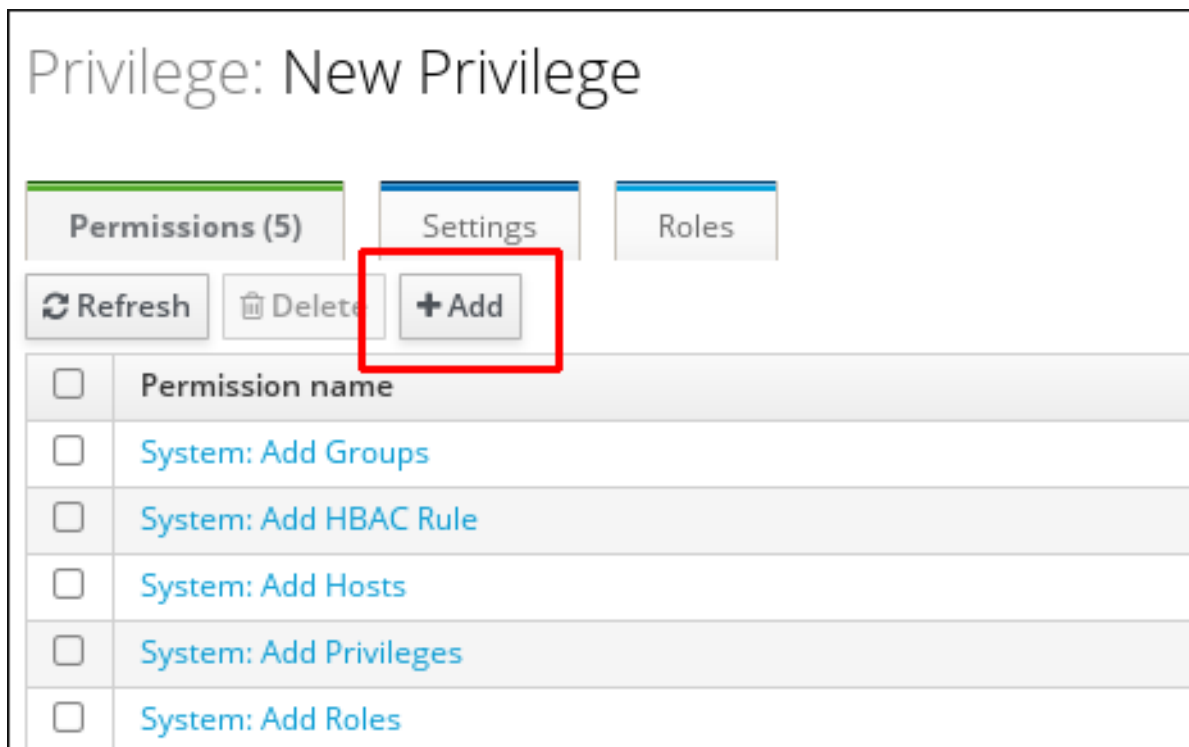 Privilege: New Privilege
Permissions (5) Settings Roles
Refresh Delete Add
Permission name
System: Add Groups
System: Add HBAC Rule
System: Add Hosts
System: Add Privileges
System: Add Roles